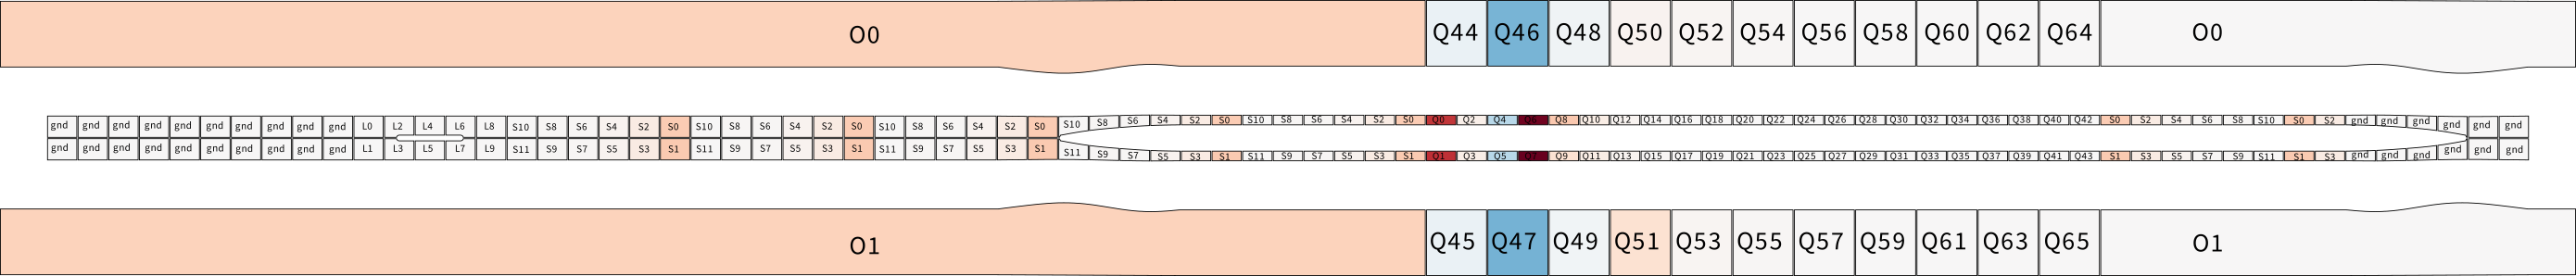 O0 Q44 Q46 Q48 Q50 Q52 Q54 Q56 Q58 Q60 Q62 Q64 O0
gnd gnd gnd gnd gnd gnd gnd gnd gnd gnd L0 L2 L4 L6 L8 S10 S8 S6 S4 S2 S0 S10 S8 S6 S4 S2 S0 S10 S8 S6 S4 S2 S0 S10 S8 S6 S4 S2 S0 S10 S8 S6 S4 S2 S0 Q0 Q2 Q4 Q6 Q8 Q10 Q12 Q14 Q16 Q18 Q20 Q22 Q24 Q26 Q28 Q30 Q32 Q34 Q36 Q38 Q40 Q42 S0 S2 S4 S6 S8 S10 S0 S2 gnd gnd gnd gnd gnd gnd
gnd gnd gnd gnd gnd gnd gnd gnd gnd gnd L1 L3 L5 L7 L9 S11 S9 S7 S5 S3 S1 S11 S9 S7 S5 S3 S1 S11 S9 S7 S5 S3 S1 S11 S9 S7 S5 S3 S1 S11 S9 S7 S5 S3 S1 Q1 Q3 Q5 Q7 Q9 Q11 Q13 Q15 Q17 Q19 Q21 Q23 Q25 Q27 Q29 Q31 Q33 Q35 Q37 Q39 Q41 Q43 S1 S3 S5 S7 S9 S11 S1 S3 gnd gnd gnd gnd gnd gnd
O1 Q45 Q47 Q49 Q51 Q53 Q55 Q57 Q59 Q61 Q63 Q65 O1